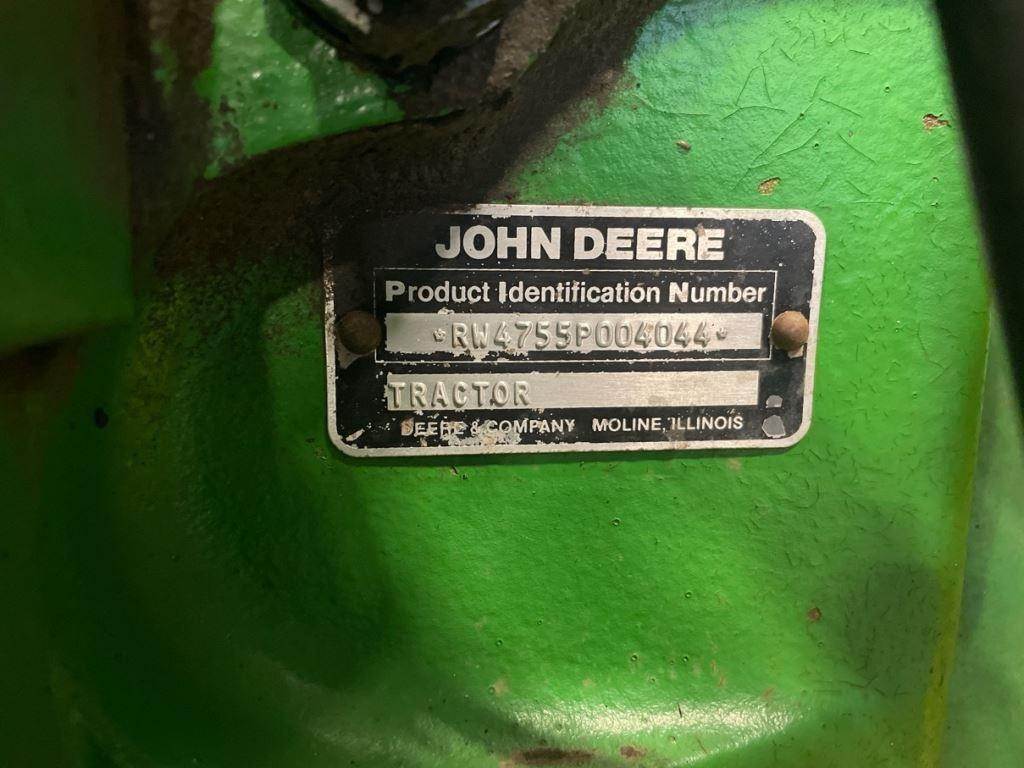 JOHN DEERE
Product Identification Number
*RW4755P004044*
TRACTOR
DEERE & COMPANY MOLINE, ILLINOIS